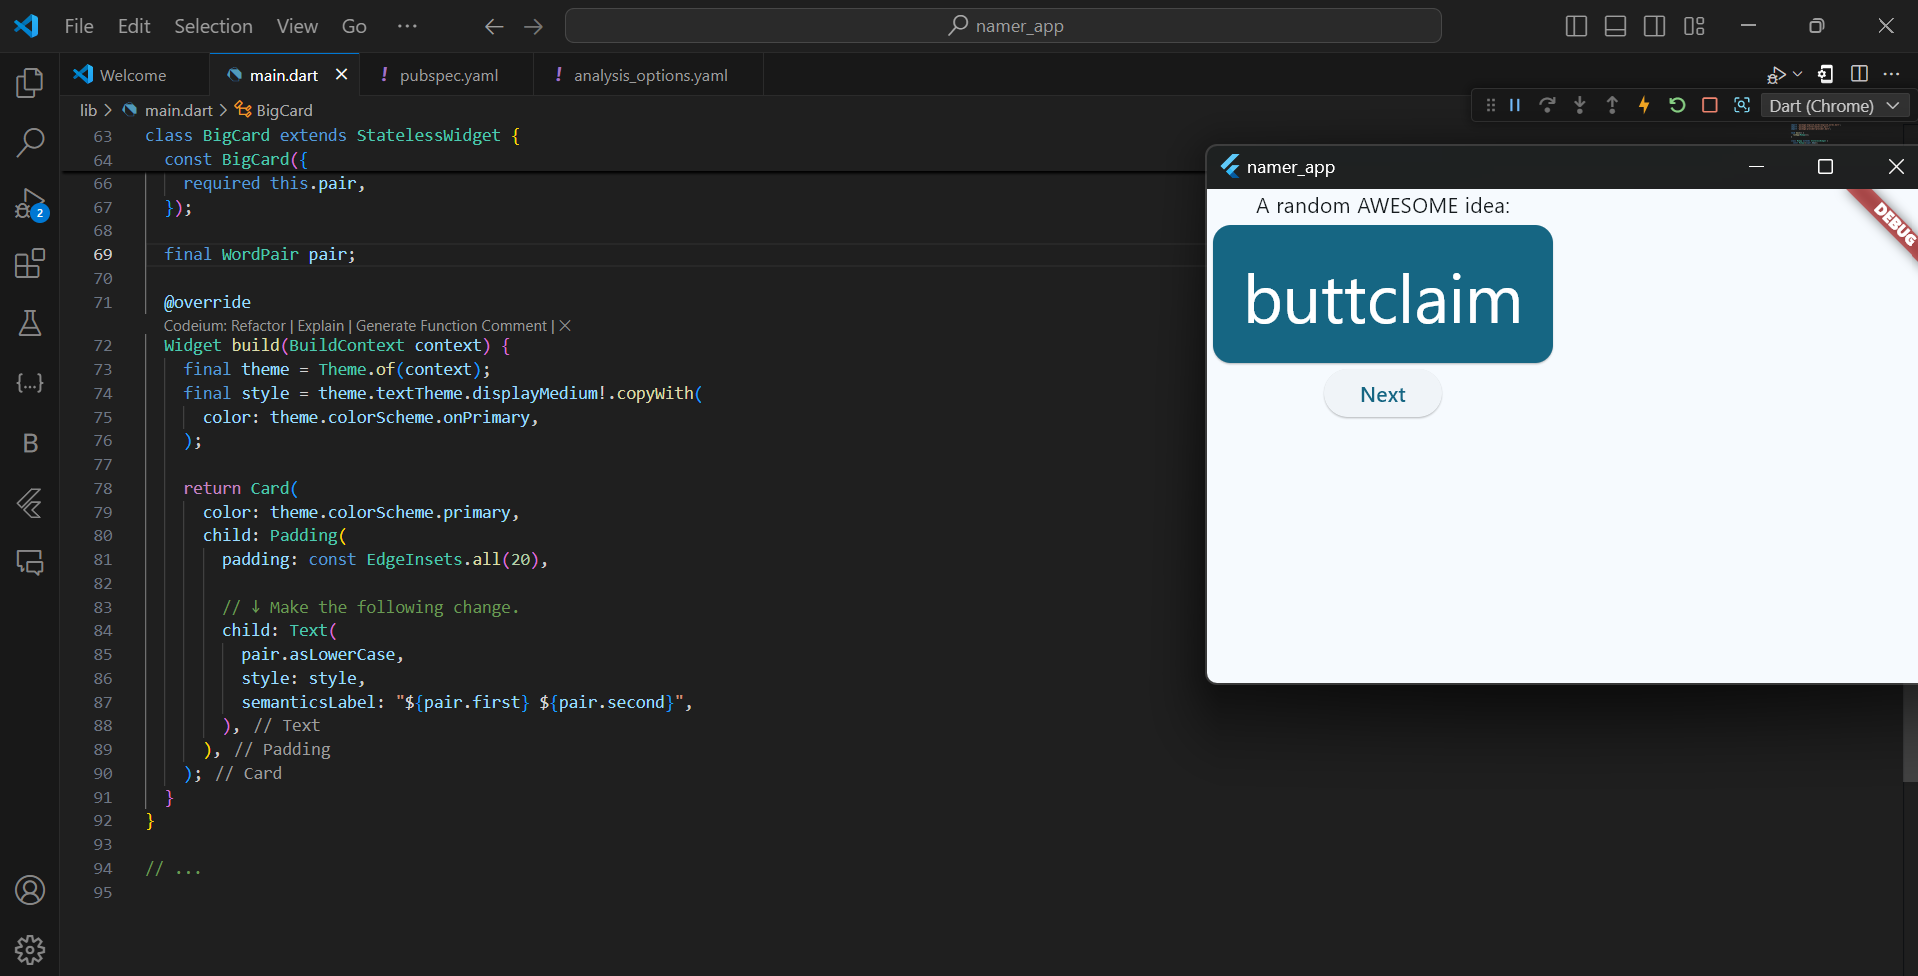 File Edit Selection View Go ··· namer_app
Welcome main.dart pubspec.yaml analysis_options.yaml
lib > main.dart > BigCard
Dart (Chrome)
63 class BigCard extends StatelessWidget {
64 const BigCard({
66 required this.pair,
67 });
68
69 final WordPair pair;
70
71 @override
Codeium: Refactor | Explain | Generate Function Comment | ×
72 Widget build(BuildContext context) {
73 final theme = Theme.of(context);
74 final style = theme.textTheme.displayMedium!.copyWith(
75 color: theme.colorScheme.onPrimary,
76 );
77
78 return Card(
79 color: theme.colorScheme.primary,
80 child: Padding(
81 padding: const EdgeInsets.all(20),
82
83 // ↓ Make the following change.
84 child: Text(
85 pair.asLowerCase,
86 style: style,
87 semanticsLabel: "${pair.first} ${pair.second}",
88 ), // Text
89 ), // Padding
90 ); // Card
91 }
92 }
93
94 // ...
95
2
B
namer_app
A random AWESOME idea:
DEBUG
buttclaim
Next